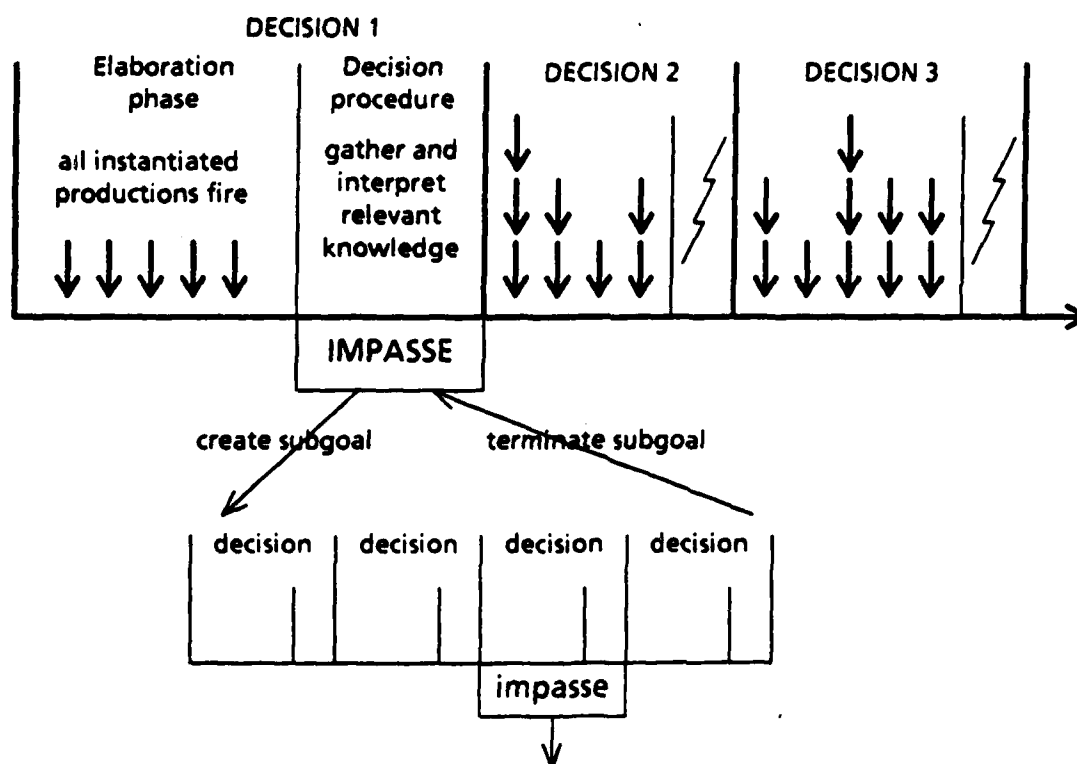 DECISION 1
Elaboration
phase
all instantiated
productions fire
Decision
procedure
gather and
interpret
relevant
knowledge
DECISION 2
DECISION 3
IMPASSE
create subgoal
terminate subgoal
decision
decision
decision
decision
impasse